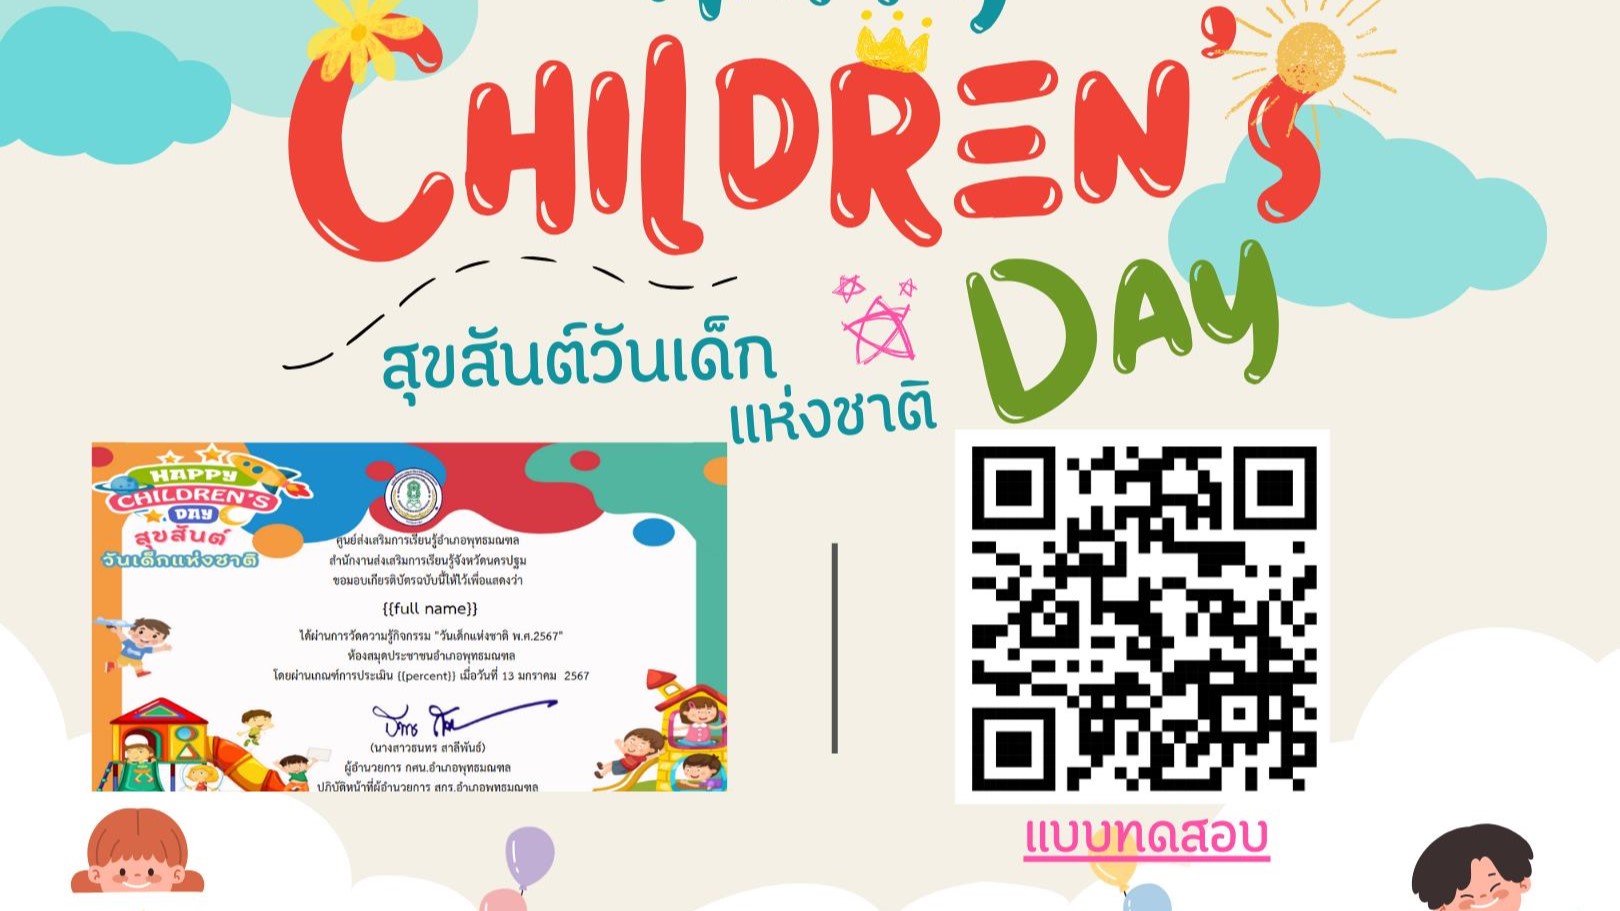 CHILDREN'S
DAY
สุขสันต์วันเด็ก
แห่งชาติ
HAPPY
CHILDREN'S
DAY
สุขสันต์
วันเด็กแห่งชาติ
ศูนย์ส่งเสริมการเรียนรู้อำเภอพุทธมณฑล
สำนักงานส่งเสริมการเรียนรู้จังหวัดนครปฐม
ขอมอบเกียรติบัตรฉบับนี้ให้ไว้เพื่อแสดงว่า
{{full name}}
ได้ผ่านการวัดความรู้กิจกรรม "วันเด็กแห่งชาติ พ.ศ.2567"
ห้องสมุดประชาชนอำเภอพุทธมณฑล
โดยผ่านเกณฑ์การประเมิน {{percent}} เมื่อวันที่ 13 มกราคม 2567
(นางสาวธนทร สาลีพันธ์)
ผู้อำนวยการ กศน.อำเภอพุทธมณฑล
ปฏิบัติหน้าที่ผู้อำนวยการ สกร.อำเภอพุทธมณฑล
แบบทดสอบ